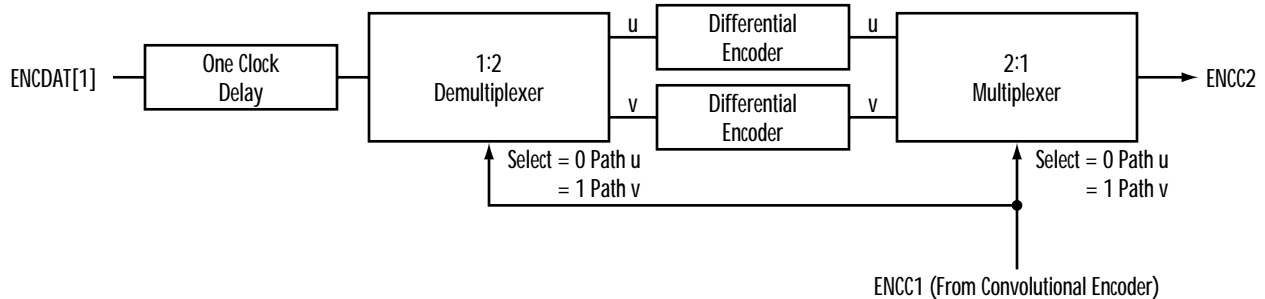 u
Differential
Encoder
u
One Clock
Delay
1:2
Demultiplexer
2:1
Multiplexer
ENCDAT[1]
ENCC2
v
Differential
Encoder
v
Select = 0 Path u
= 1 Path v
Select = 0 Path u
= 1 Path v
ENCC1 (From Convolutional Encoder)